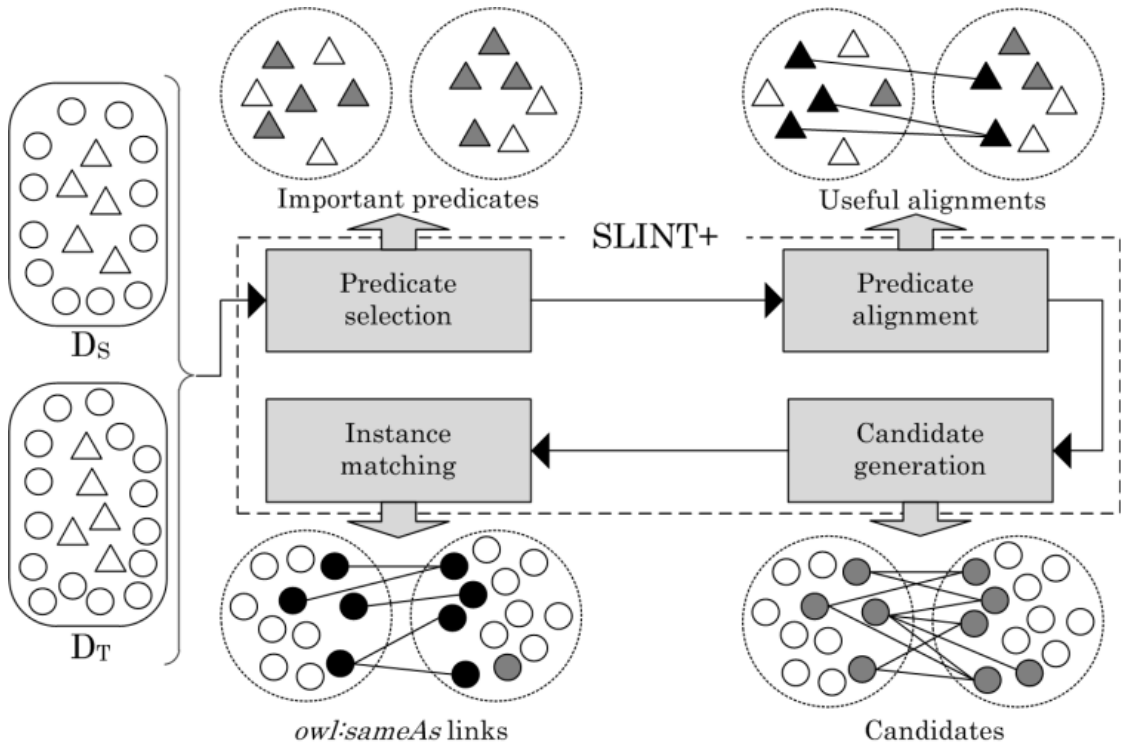 Important predicates
Useful alignments
SLINT+
Predicate
selection
Predicate
alignment
DS
Instance
matching
Candidate
generation
DT
owl:sameAs links
Candidates